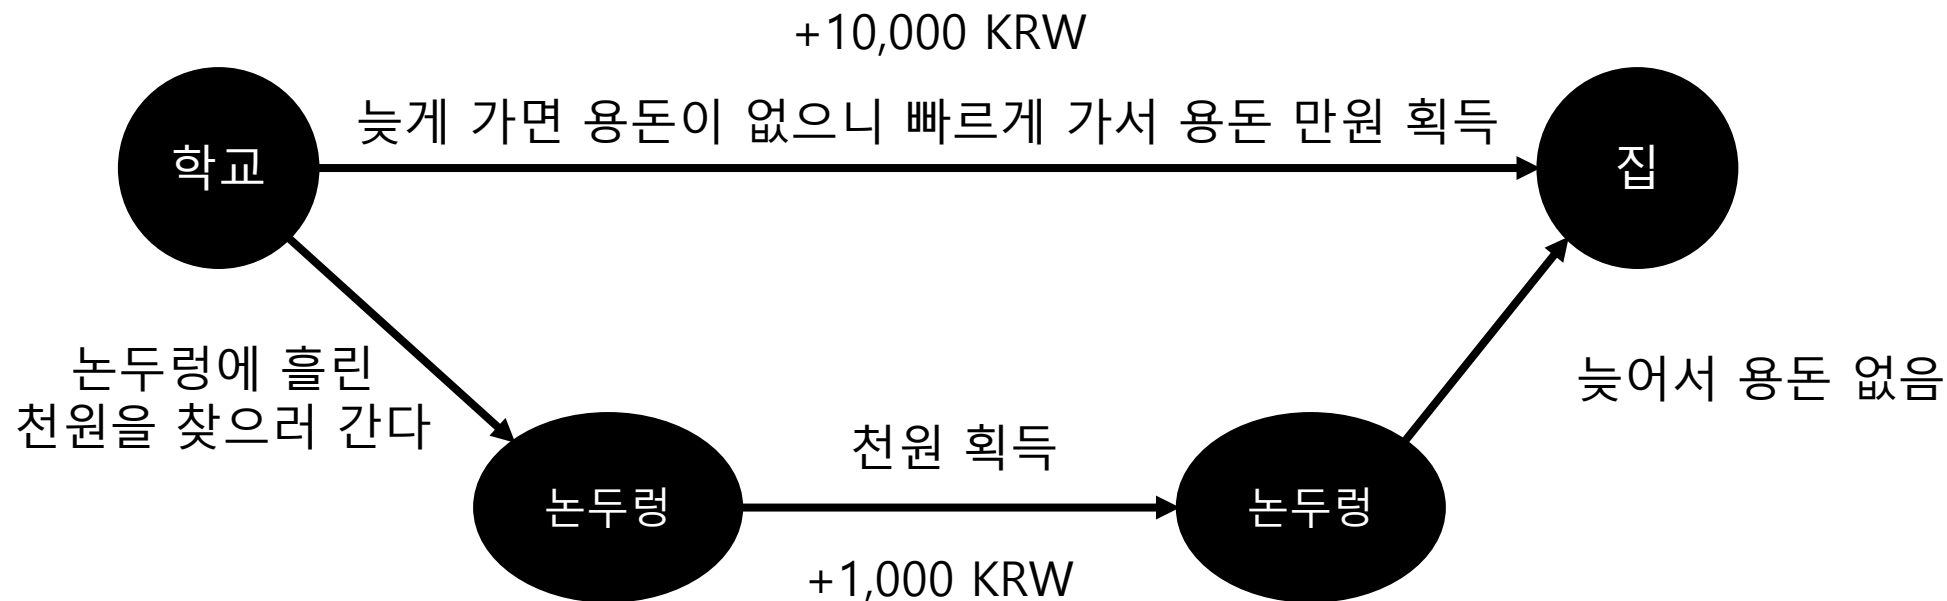 +10,000 KRW
늦게 가면 용돈이 없으니 빠르게 가서 용돈 만원 획득
학교
집
논두렁에 흘린
천원을 찾으러 간다
늦어서 용돈 없음
천원 획득
논두렁
논두렁
+1,000 KRW